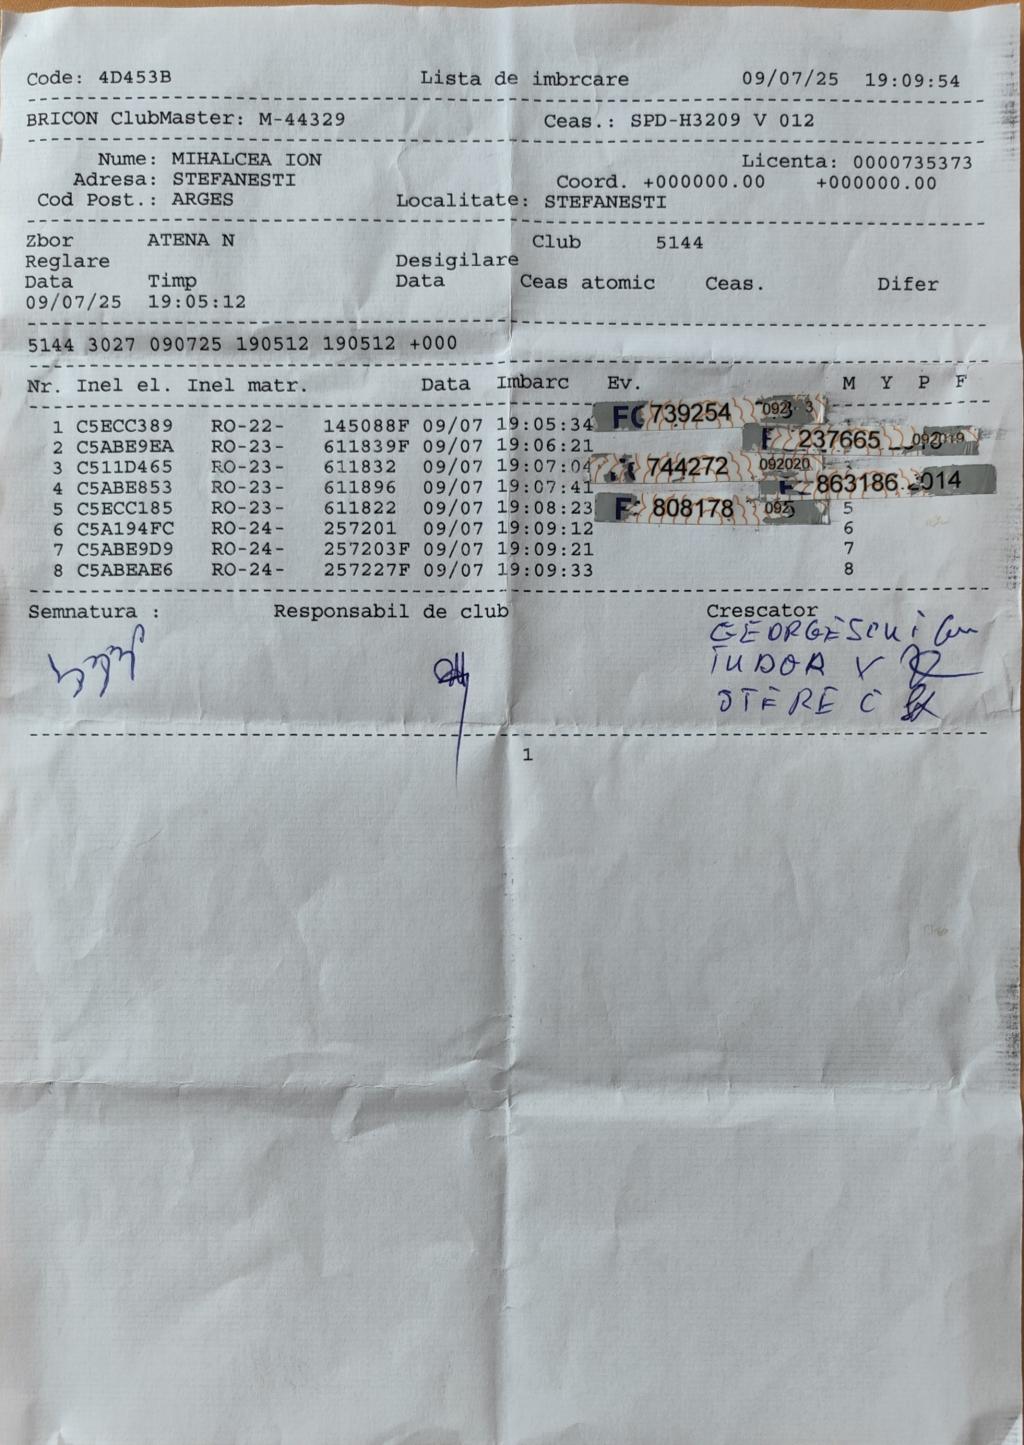 Code: 4D453B Lista de imbrcare 09/07/25 19:09:54
BRICON ClubMaster: M-44329 Ceas.: SPD-H3209 V 012
Nume: MIHALCEA ION Licenta: 0000735373
Adresa: STEFANESTI Coord. +000000.00 +000000.00
Cod Post.: ARGES Localitate: STEFANESTI
Zbor ATENA N Club 5144
Reglare Desigilare
Data Timp Data Ceas atomic Ceas. Difer
09/07/25 19:05:12
5144 3027 090725 190512 190512 +000
Nr. Inel el. Inel matr. Data Imbarc Ev. M Y P F
1 C5ECC389 RO-22- 145088F 09/07 19:05:34 739254
2 C5ABE9EA RO-23- 611839F 09/07 19:06:21 237665 092019
3 C511D465 RO-23- 611832 09/07 19:07:04 744272 092020
4 C5ABE853 RO-23- 611896 09/07 19:07:41 863186
5 C5ECC185 RO-23- 611822 09/07 19:08:23 808178 5
6 C5A194FC RO-24- 257201 09/07 19:09:12 6
7 C5ABE9D9 RO-24- 257203F 09/07 19:09:21 7
8 C5ABEAE6 RO-24- 257227F 09/07 19:09:33 8
Semnatura : Responsabil de club Crescator
TUDOR V
STERE C
1